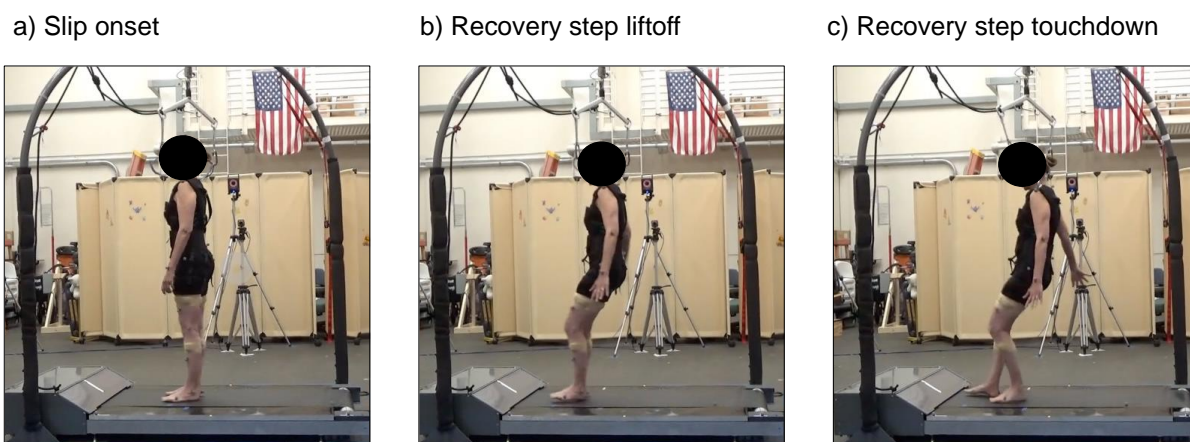 a) Slip onset
b) Recovery step liftoff
c) Recovery step touchdown